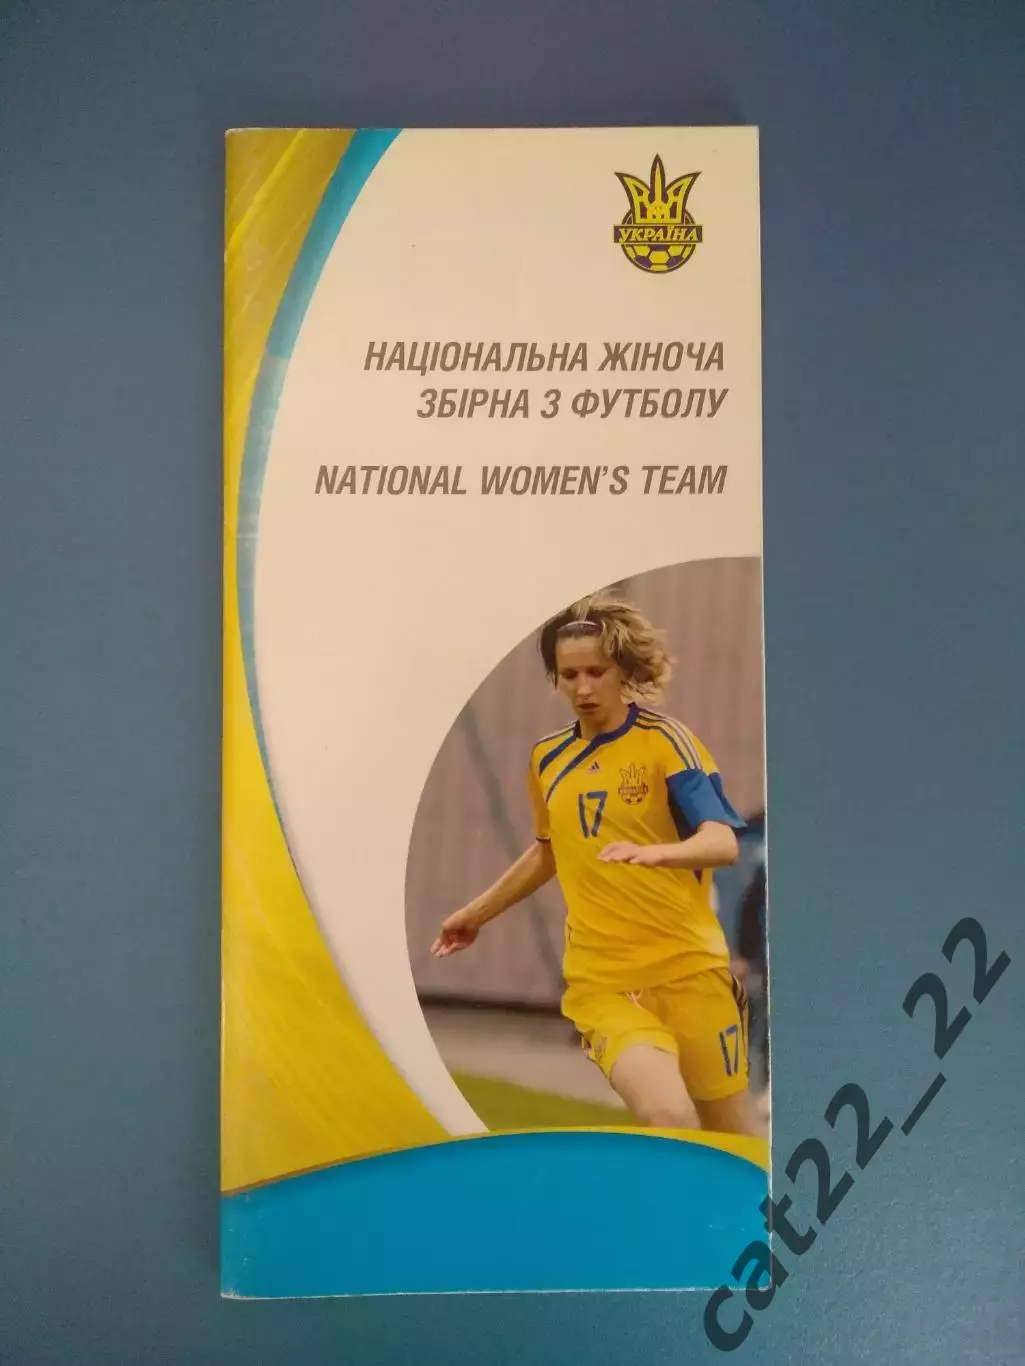 УКРАЇНА
НАЦІОНАЛЬНА ЖІНОЧА
ЗБІРНА З ФУТБОЛУ
NATIONAL WOMEN'S TEAM
17
17
cat22_22